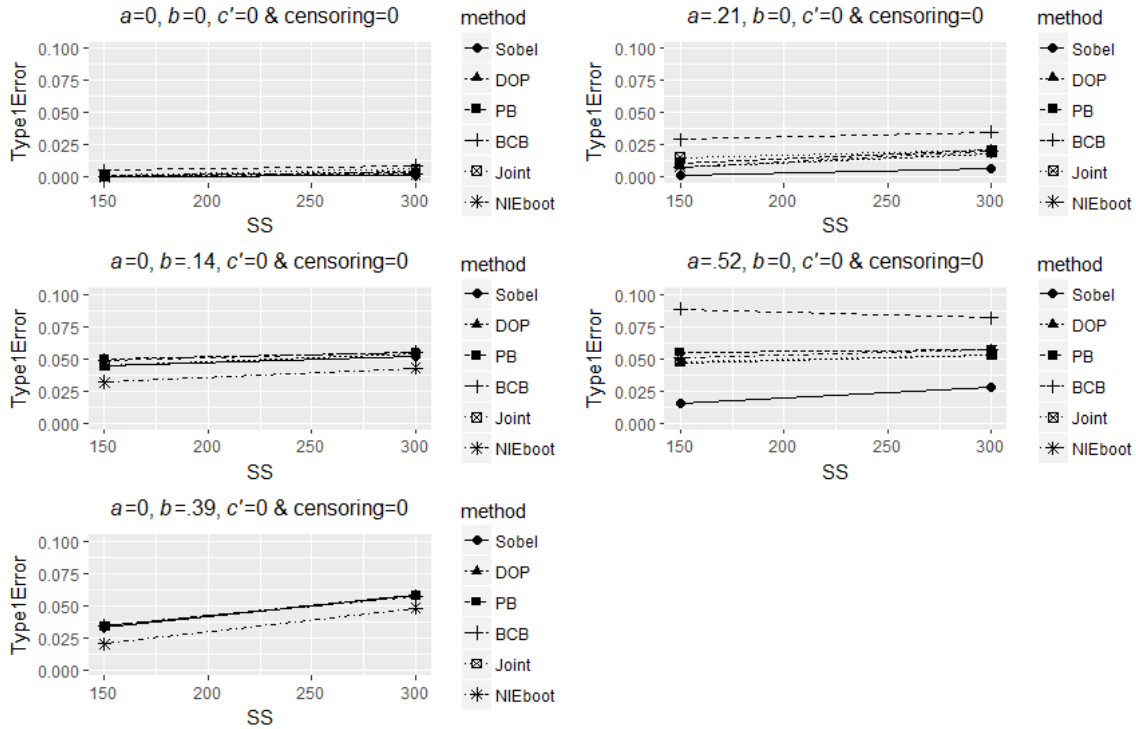 a=0, b=0, c′=0 & censoring=0
method
Type1Error
0.100
0.075
0.050
0.025
0.000
150
200
250
300
SS
Sobel
DOP
PB
BCB
Joint
NIEboot
a=.21, b=0, c′=0 & censoring=0
method
Type1Error
0.100
0.075
0.050
0.025
0.000
150
200
250
300
SS
Sobel
DOP
PB
BCB
Joint
NIEboot
a=0, b=.14, c′=0 & censoring=0
method
Type1Error
0.100
0.075
0.050
0.025
0.000
150
200
250
300
SS
Sobel
DOP
PB
BCB
Joint
NIEboot
a=.52, b=0, c′=0 & censoring=0
method
Type1Error
0.100
0.075
0.050
0.025
0.000
150
200
250
300
SS
Sobel
DOP
PB
BCB
Joint
NIEboot
a=0, b=.39, c′=0 & censoring=0
method
Type1Error
0.100
0.075
0.050
0.025
0.000
150
200
250
300
SS
Sobel
DOP
PB
BCB
Joint
NIEboot